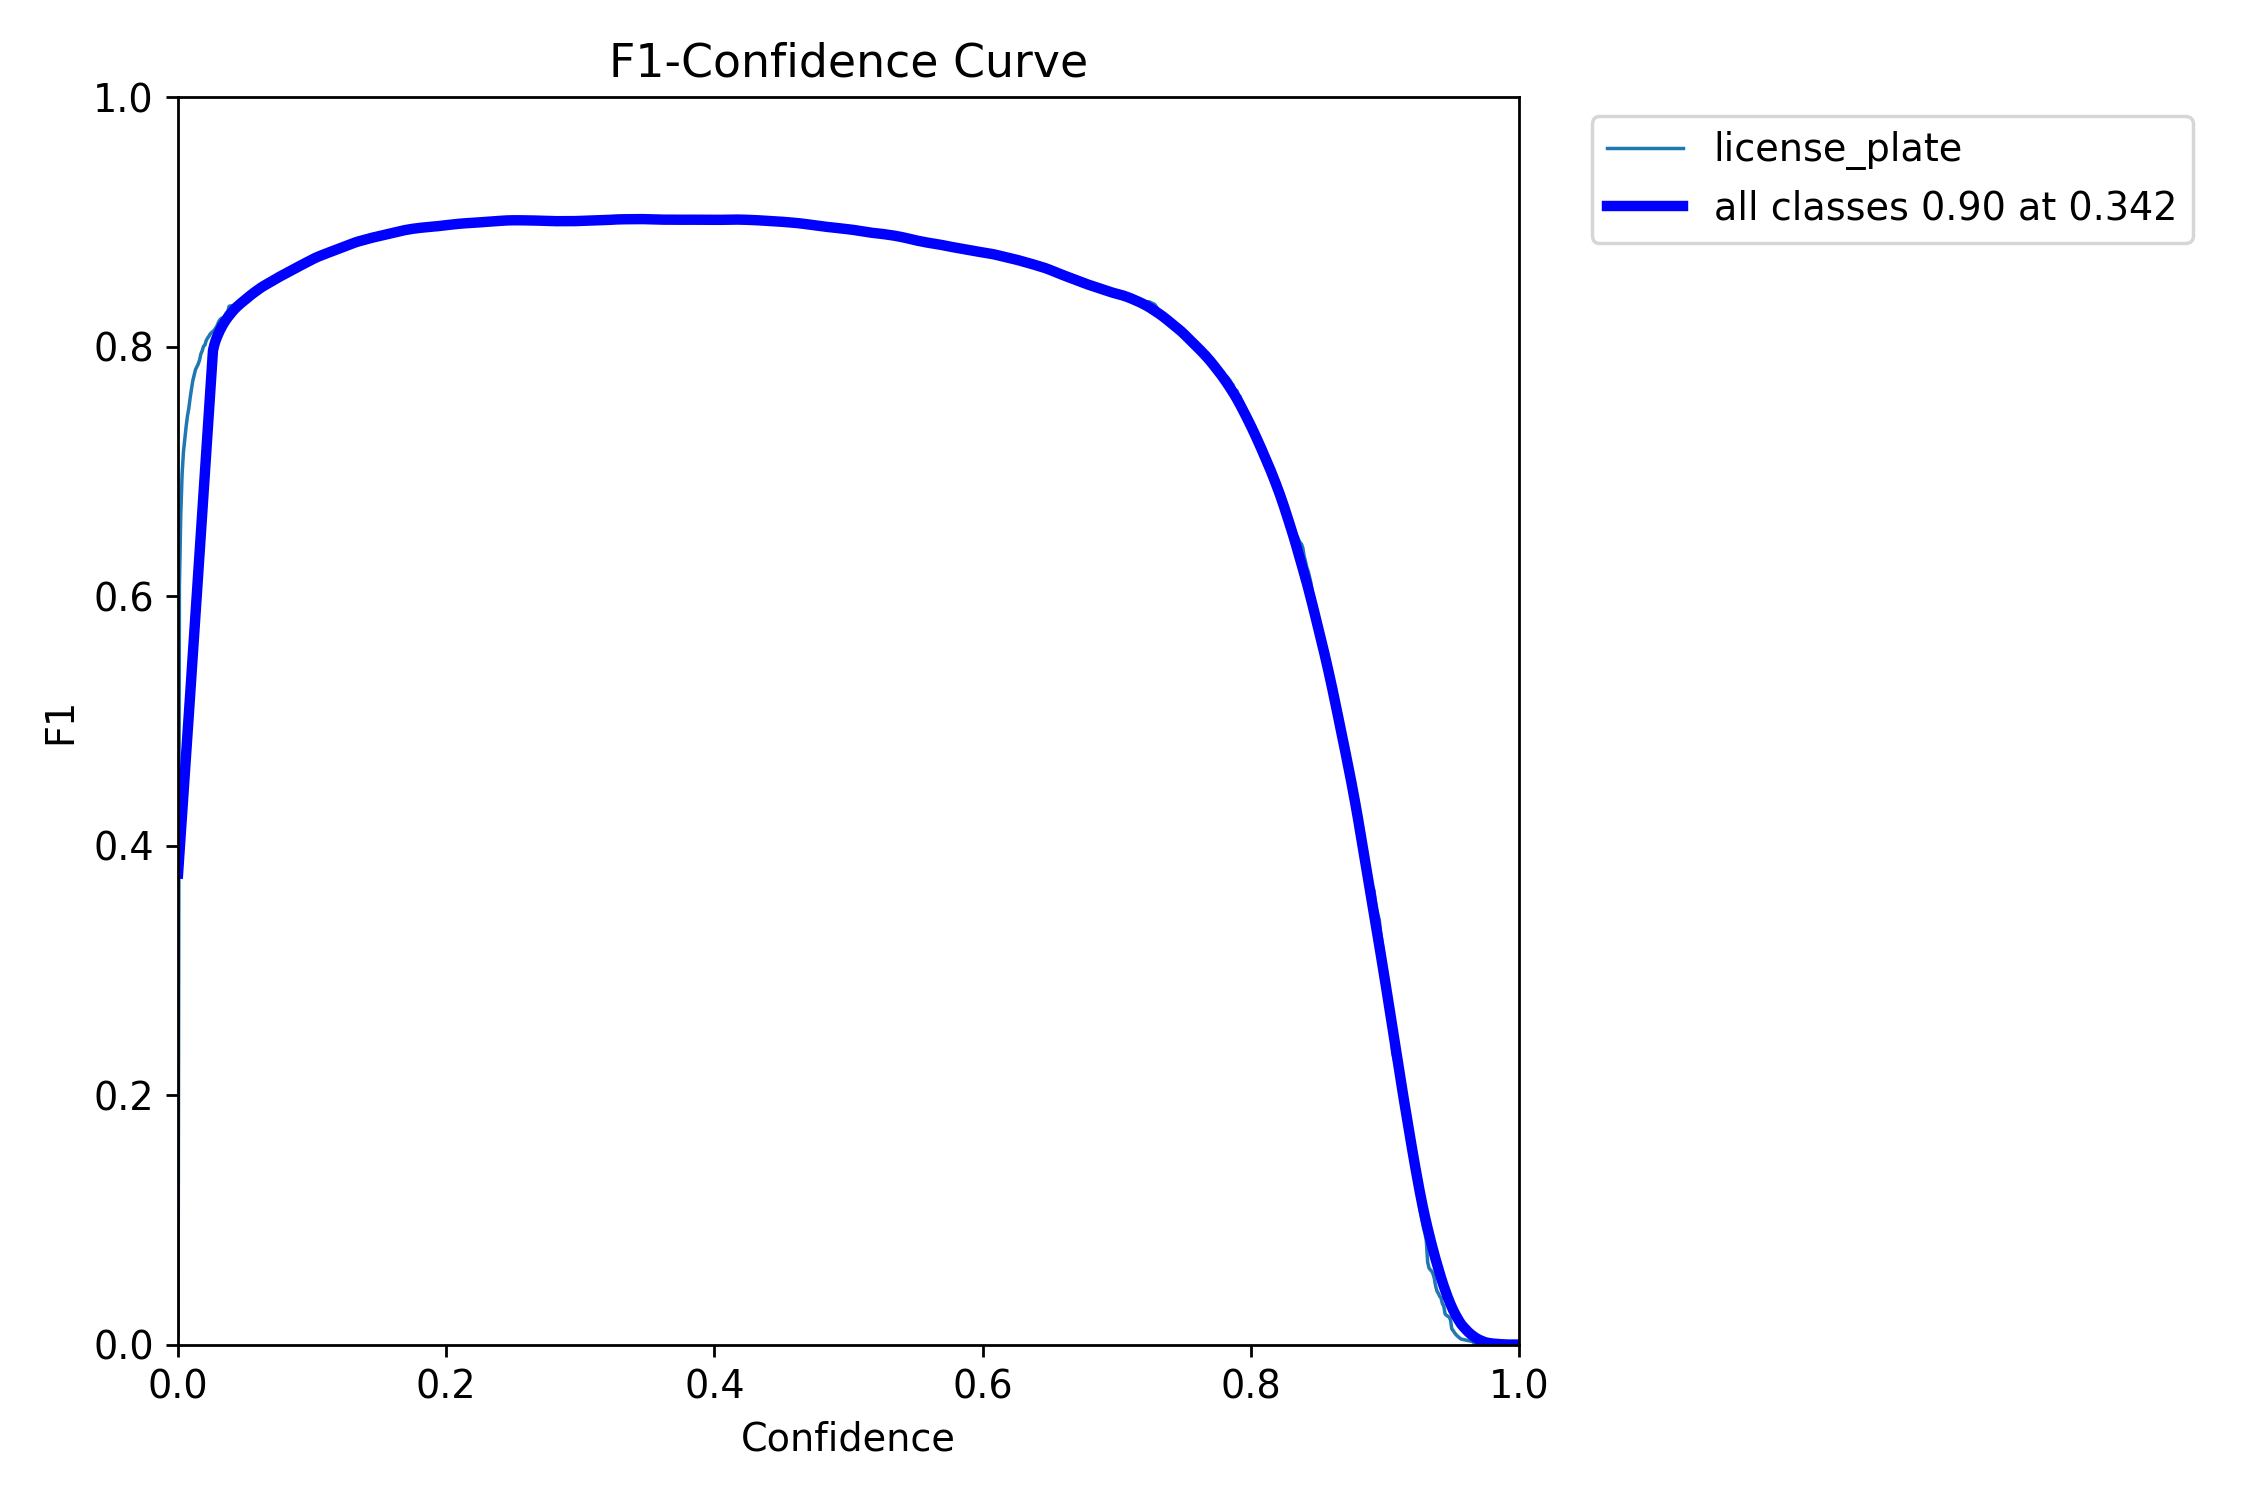 F1-Confidence Curve
1.0
0.8
0.6
0.4
0.2
0.0
F1
0.0 0.2 0.4 0.6 0.8 1.0
Confidence
license_plate
all classes 0.90 at 0.342